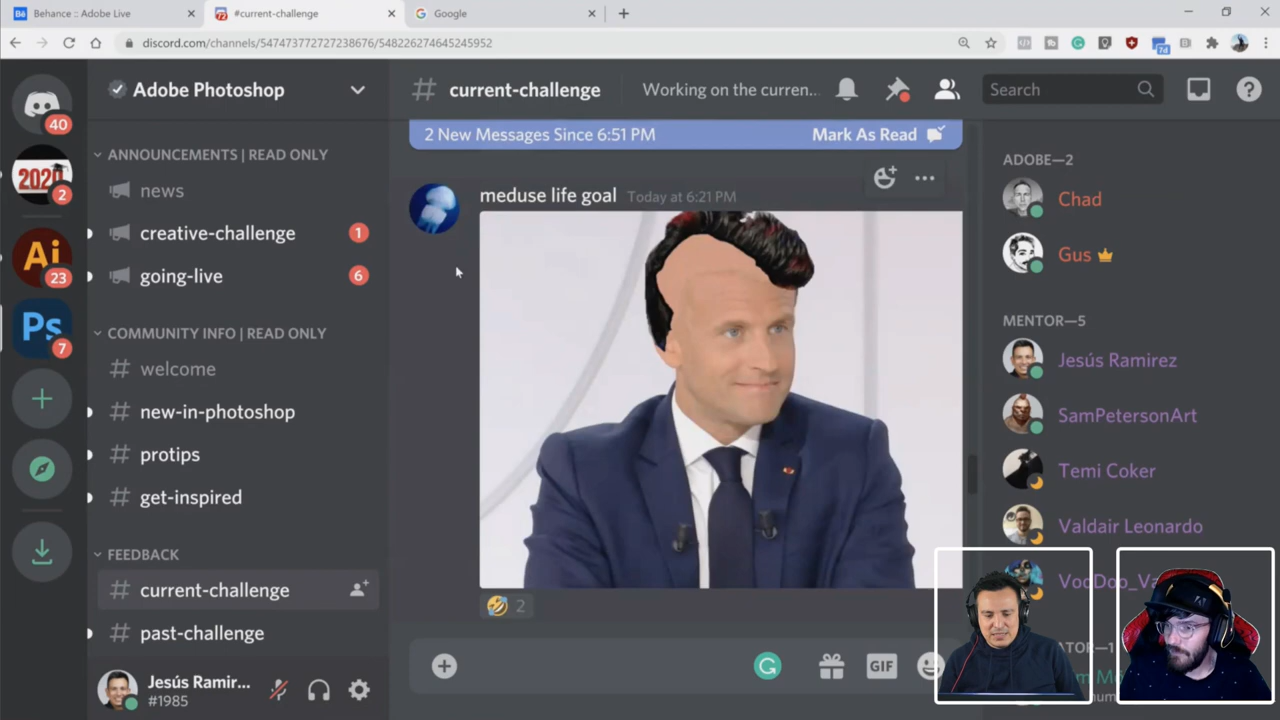 Behance :: Adobe Live
#current-challenge
Google
discord.com/channels/547473772727238676/548226274645245952
40
2020
2
Ai
23
Ps
7
Adobe Photoshop
ANNOUNCEMENTS | READ ONLY
news
creative-challenge
1
going-live
6
COMMUNITY INFO | READ ONLY
welcome
new-in-photoshop
protips
get-inspired
FEEDBACK
current-challenge
past-challenge
Jesús Ramir...
#1985
current-challenge
Working on the curren...
Search
2 New Messages Since 6:51 PM
Mark As Read
meduse life goal Today at 6:21 PM
2
GIF
ADOBE—2
Chad
Gus
MENTOR—5
Jesús Ramirez
SamPetersonArt
Temi Coker
Valdair Leonardo